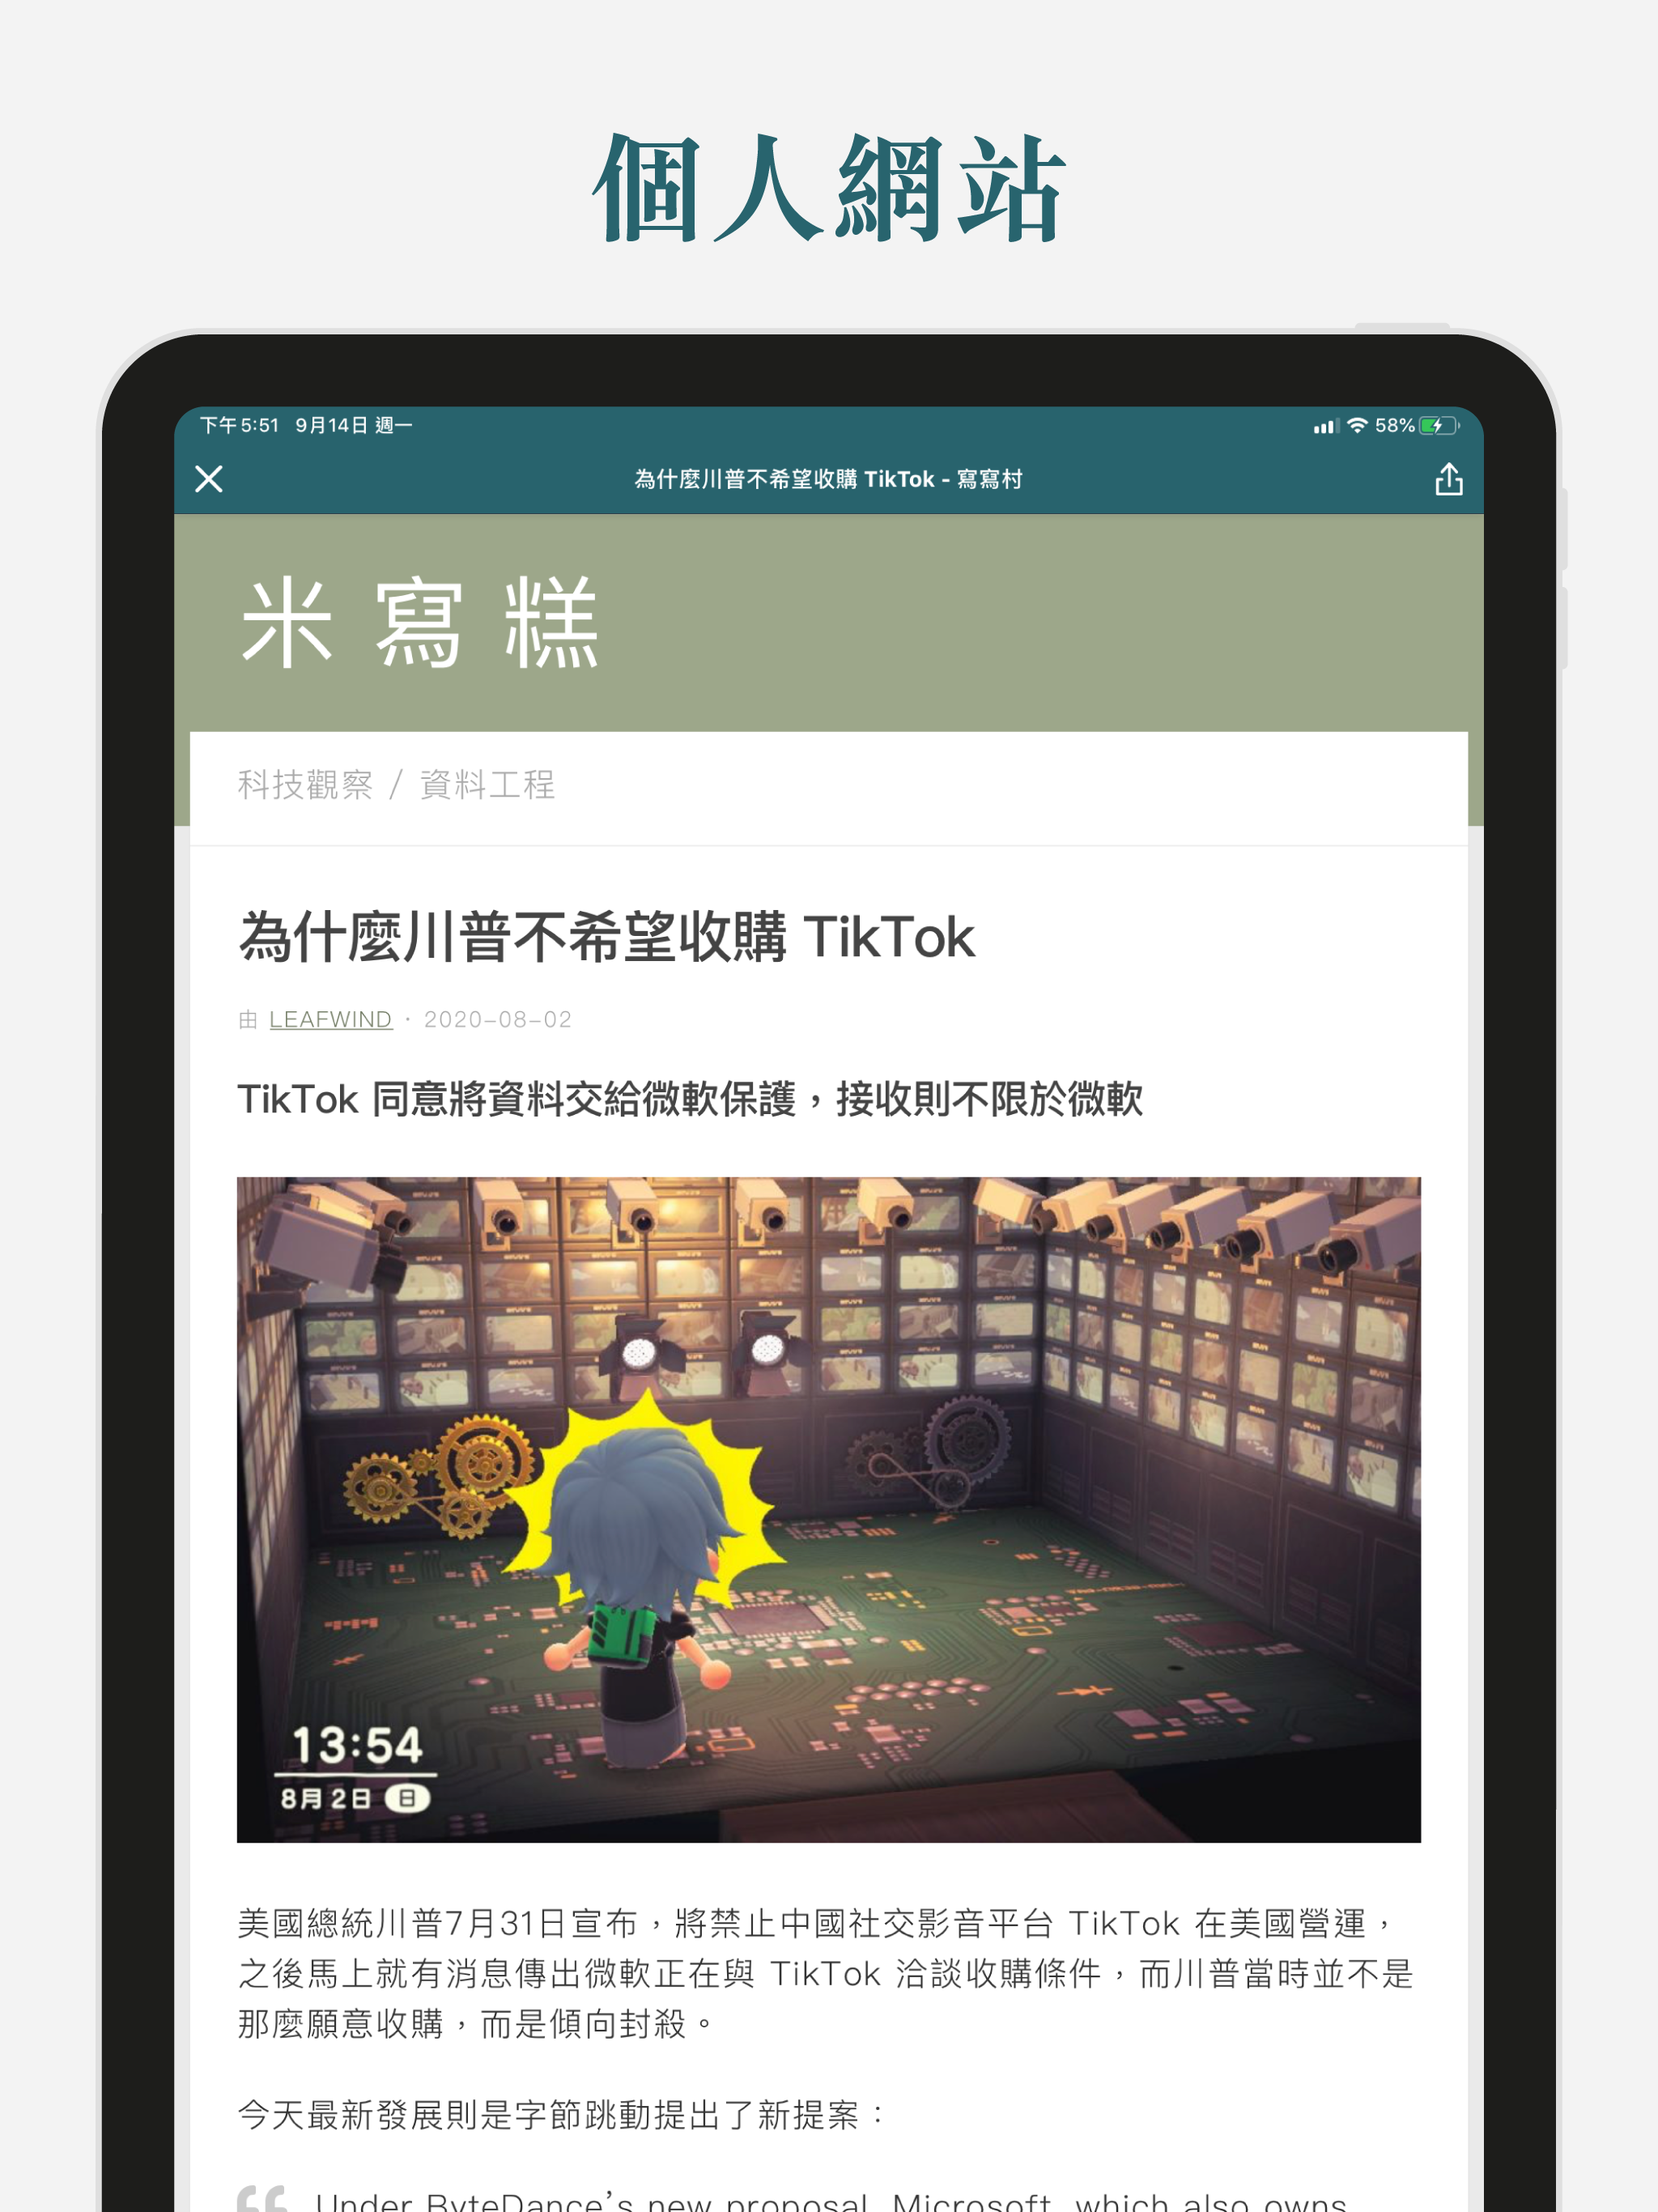 個人網站
下午5:51 9月14日 週一
58%
為什麼川普不希望收購 TikTok - 寫寫村
米寫糕
科技觀察 / 資料工程
為什麼川普不希望收購 TikTok
由 LEAFWIND · 2020-08-02
TikTok 同意將資料交給微軟保護，接收則不限於微軟
13:54
8月2日 日
美國總統川普7月31日宣布，將禁止中國社交影音平台 TikTok 在美國營運，
之後馬上就有消息傳出微軟正在與 TikTok 洽談收購條件，而川普當時並不是
那麼願意收購，而是傾向封殺。
今天最新發展則是字節跳動提出了新提案：
Under ByteDance's new proposal, Microsoft, which also owns